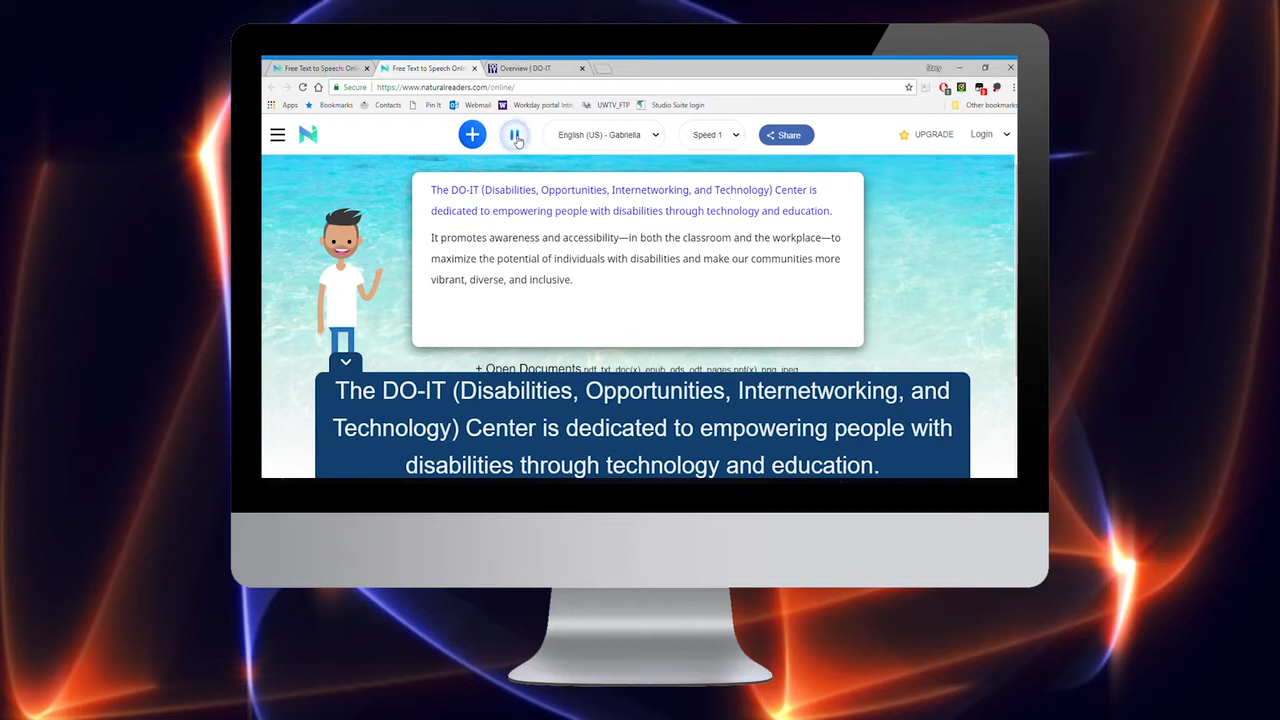 Free Text to Speech: Onli
Free Text to Speech Onli
Overview | DO-IT
Stacy
Secure
https://www.naturalreaders.com/online/
Apps
Bookmarks
Contacts
Pin It
Webmail
Workday portal Inte
UWTV_FTP
Studio Suite login
Other bookmarks
English (US) - Gabriella
Speed 1
Share
UPGRADE
Login
The DO-IT (Disabilities, Opportunities, Internetworking, and Technology) Center is
dedicated to empowering people with disabilities through technology and education.
It promotes awareness and accessibility—in both the classroom and the workplace—to
maximize the potential of individuals with disabilities and make our communities more
vibrant, diverse, and inclusive.
+ Open Documents pdf, txt, doc(x), epub, ods, odt, pages, ppt(x), png, jpeg
The DO-IT (Disabilities, Opportunities, Internetworking, and
Technology) Center is dedicated to empowering people with
disabilities through technology and education.